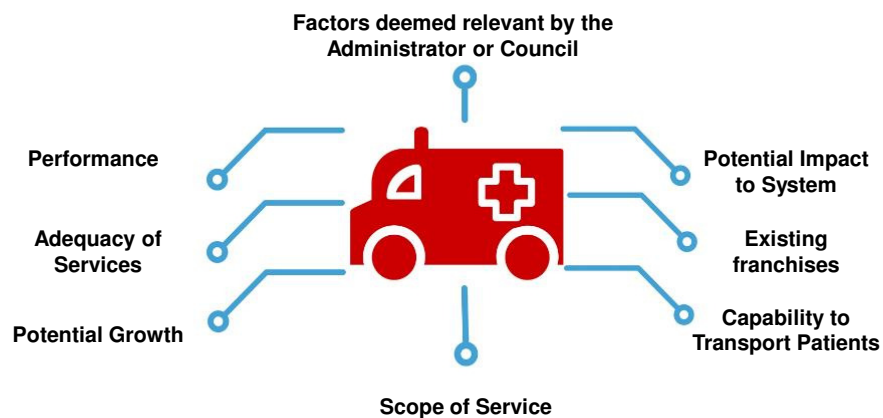 Factors deemed relevant by the
Administrator or Council
Performance
Potential Impact
to System
Adequacy of
Services
Existing
franchises
Potential Growth
Capability to
Transport Patients
Scope of Service